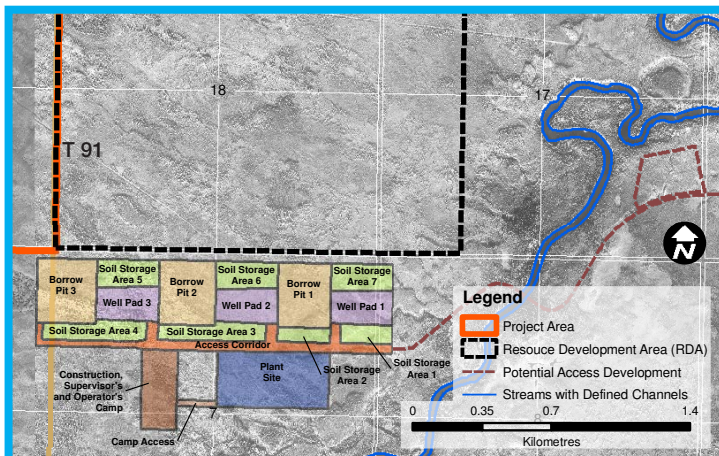 18
17
T 91
N
Borrow
Pit 3
Soil Storage
Area 5
Well Pad 3
Borrow
Pit 2
Soil Storage
Area 6
Well Pad 2
Borrow
Pit 1
Soil Storage
Area 7
Well Pad 1
Soil Storage Area 4
Soil Storage Area 3
Access Corridor
Soil Storage
Area 2
Soil Storage
Area 1
Construction,
Supervisor's
and Operator's
Camp
Plant
Site
Camp Access
7
8
Legend
Project Area
Resouce Development Area (RDA)
Potential Access Development
Streams with Defined Channels
0 0.35 0.7 1.4
Kilometres